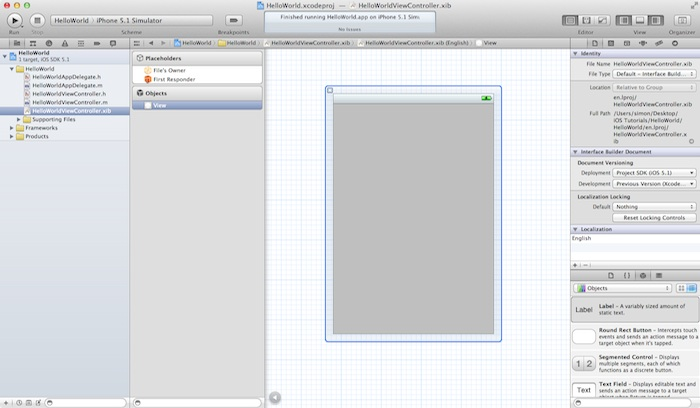 HelloWorld.xcodeproj — HelloWorldViewController.xib
HelloWorld iPhone 5.1 Simulator
Finished running HelloWorld.app on iPhone 5.1 Sim
No Issues
Run Stop Scheme Breakpoints Editor View Organizer
HelloWorld HelloWorld HelloWorldViewController.xib HelloWorldViewController.xib (English) View
HelloWorld
1 target, iOS SDK 5.1
HelloWorld
HelloWorldAppDelegate.h
HelloWorldAppDelegate.m
HelloWorldViewController.h
HelloWorldViewController.m
HelloWorldViewController.xib
Supporting Files
Frameworks
Products
Placeholders
File's Owner
First Responder
Objects
View
Identity
File Name HelloWorldViewController.xib
File Type Default - Interface Build...
Location Relative to Group
en.lproj/
HelloWorldViewController.xib
Full Path /Users/simon/Desktop/
iOS Tutorials/HelloWorld/
HelloWorld/en.lproj/
HelloWorldViewController.x
ib
Interface Builder Document
Document Versioning
Deployment Project SDK (iOS 5.1)
Development Previous Version (Xcode...
Localization Locking
Default Nothing
Reset Locking Controls
Localization
English
Objects
Label Label - A variably sized amount of
static text.
Round Rect Button - Intercepts touch
events and sends an action message to a
target object when it's tapped.
1 2 Segmented Control - Displays
multiple segments, each of which
functions as a discrete button.
Text Text Field - Displays editable text and
sends an action message to a target